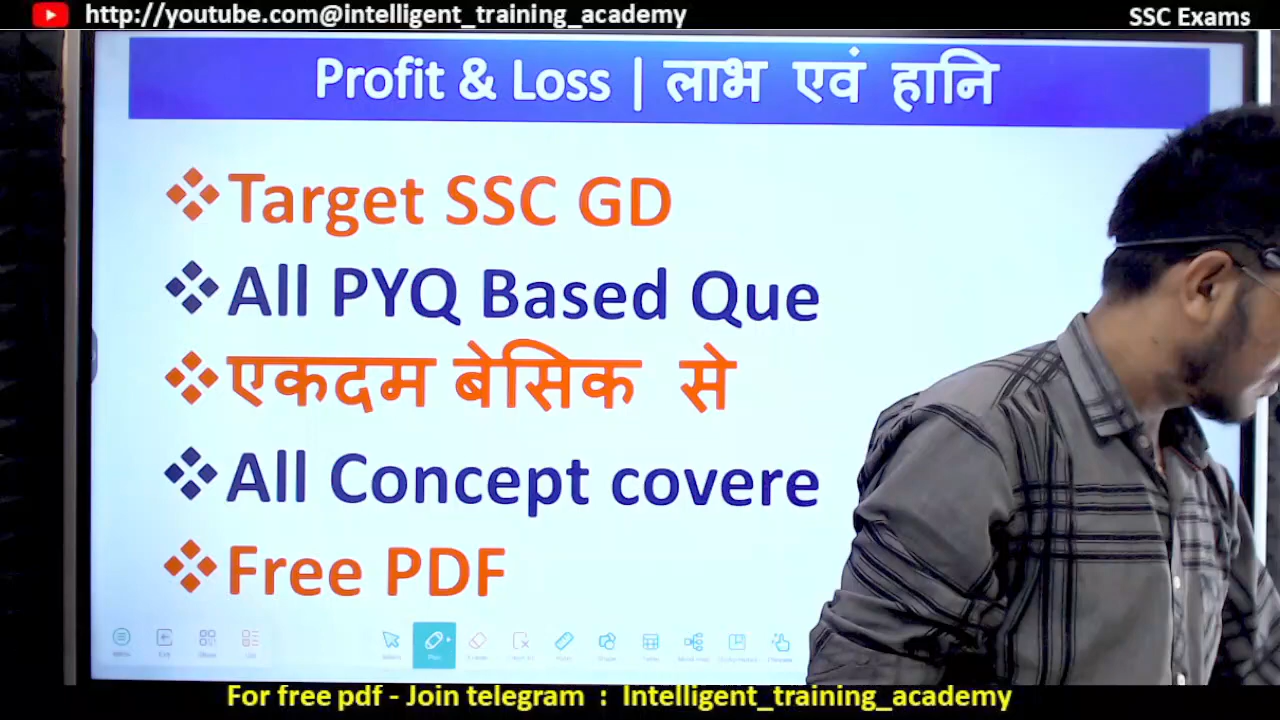 http://youtube.com@intelligent_training_academy
SSC Exams
Profit & Loss | लाभ एवं हानि
Target SSC GD
All PYQ Based Que
एकदम बेसिक से
All Concept covere
Free PDF
For free pdf - Join telegram : Intelligent_training_academy